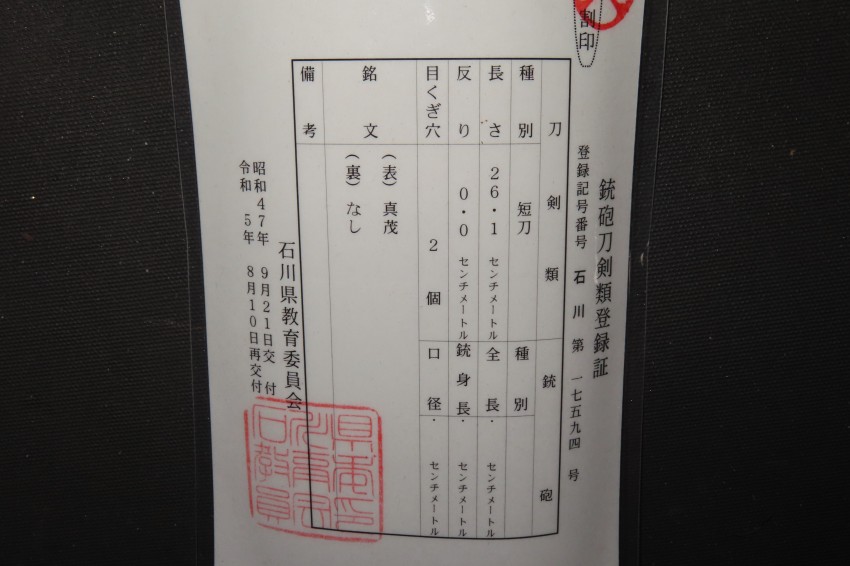 割印
銃砲刀剣類登録証
登録記号番号 石川 第 一七五九四 号
刀剣類
銃砲
種別 短刀
種別
長さ 26・1 センチメートル
全長 ・ センチメートル
反り 0・0 センチメートル
銃身長 ・ センチメートル
目くぎ穴 2個
口径 ・ センチメートル
銘文 (表)真茂
(裏)なし
備考
石川県教育委員会
昭和47年 9月21日交付
令和 5年 8月10日再交付